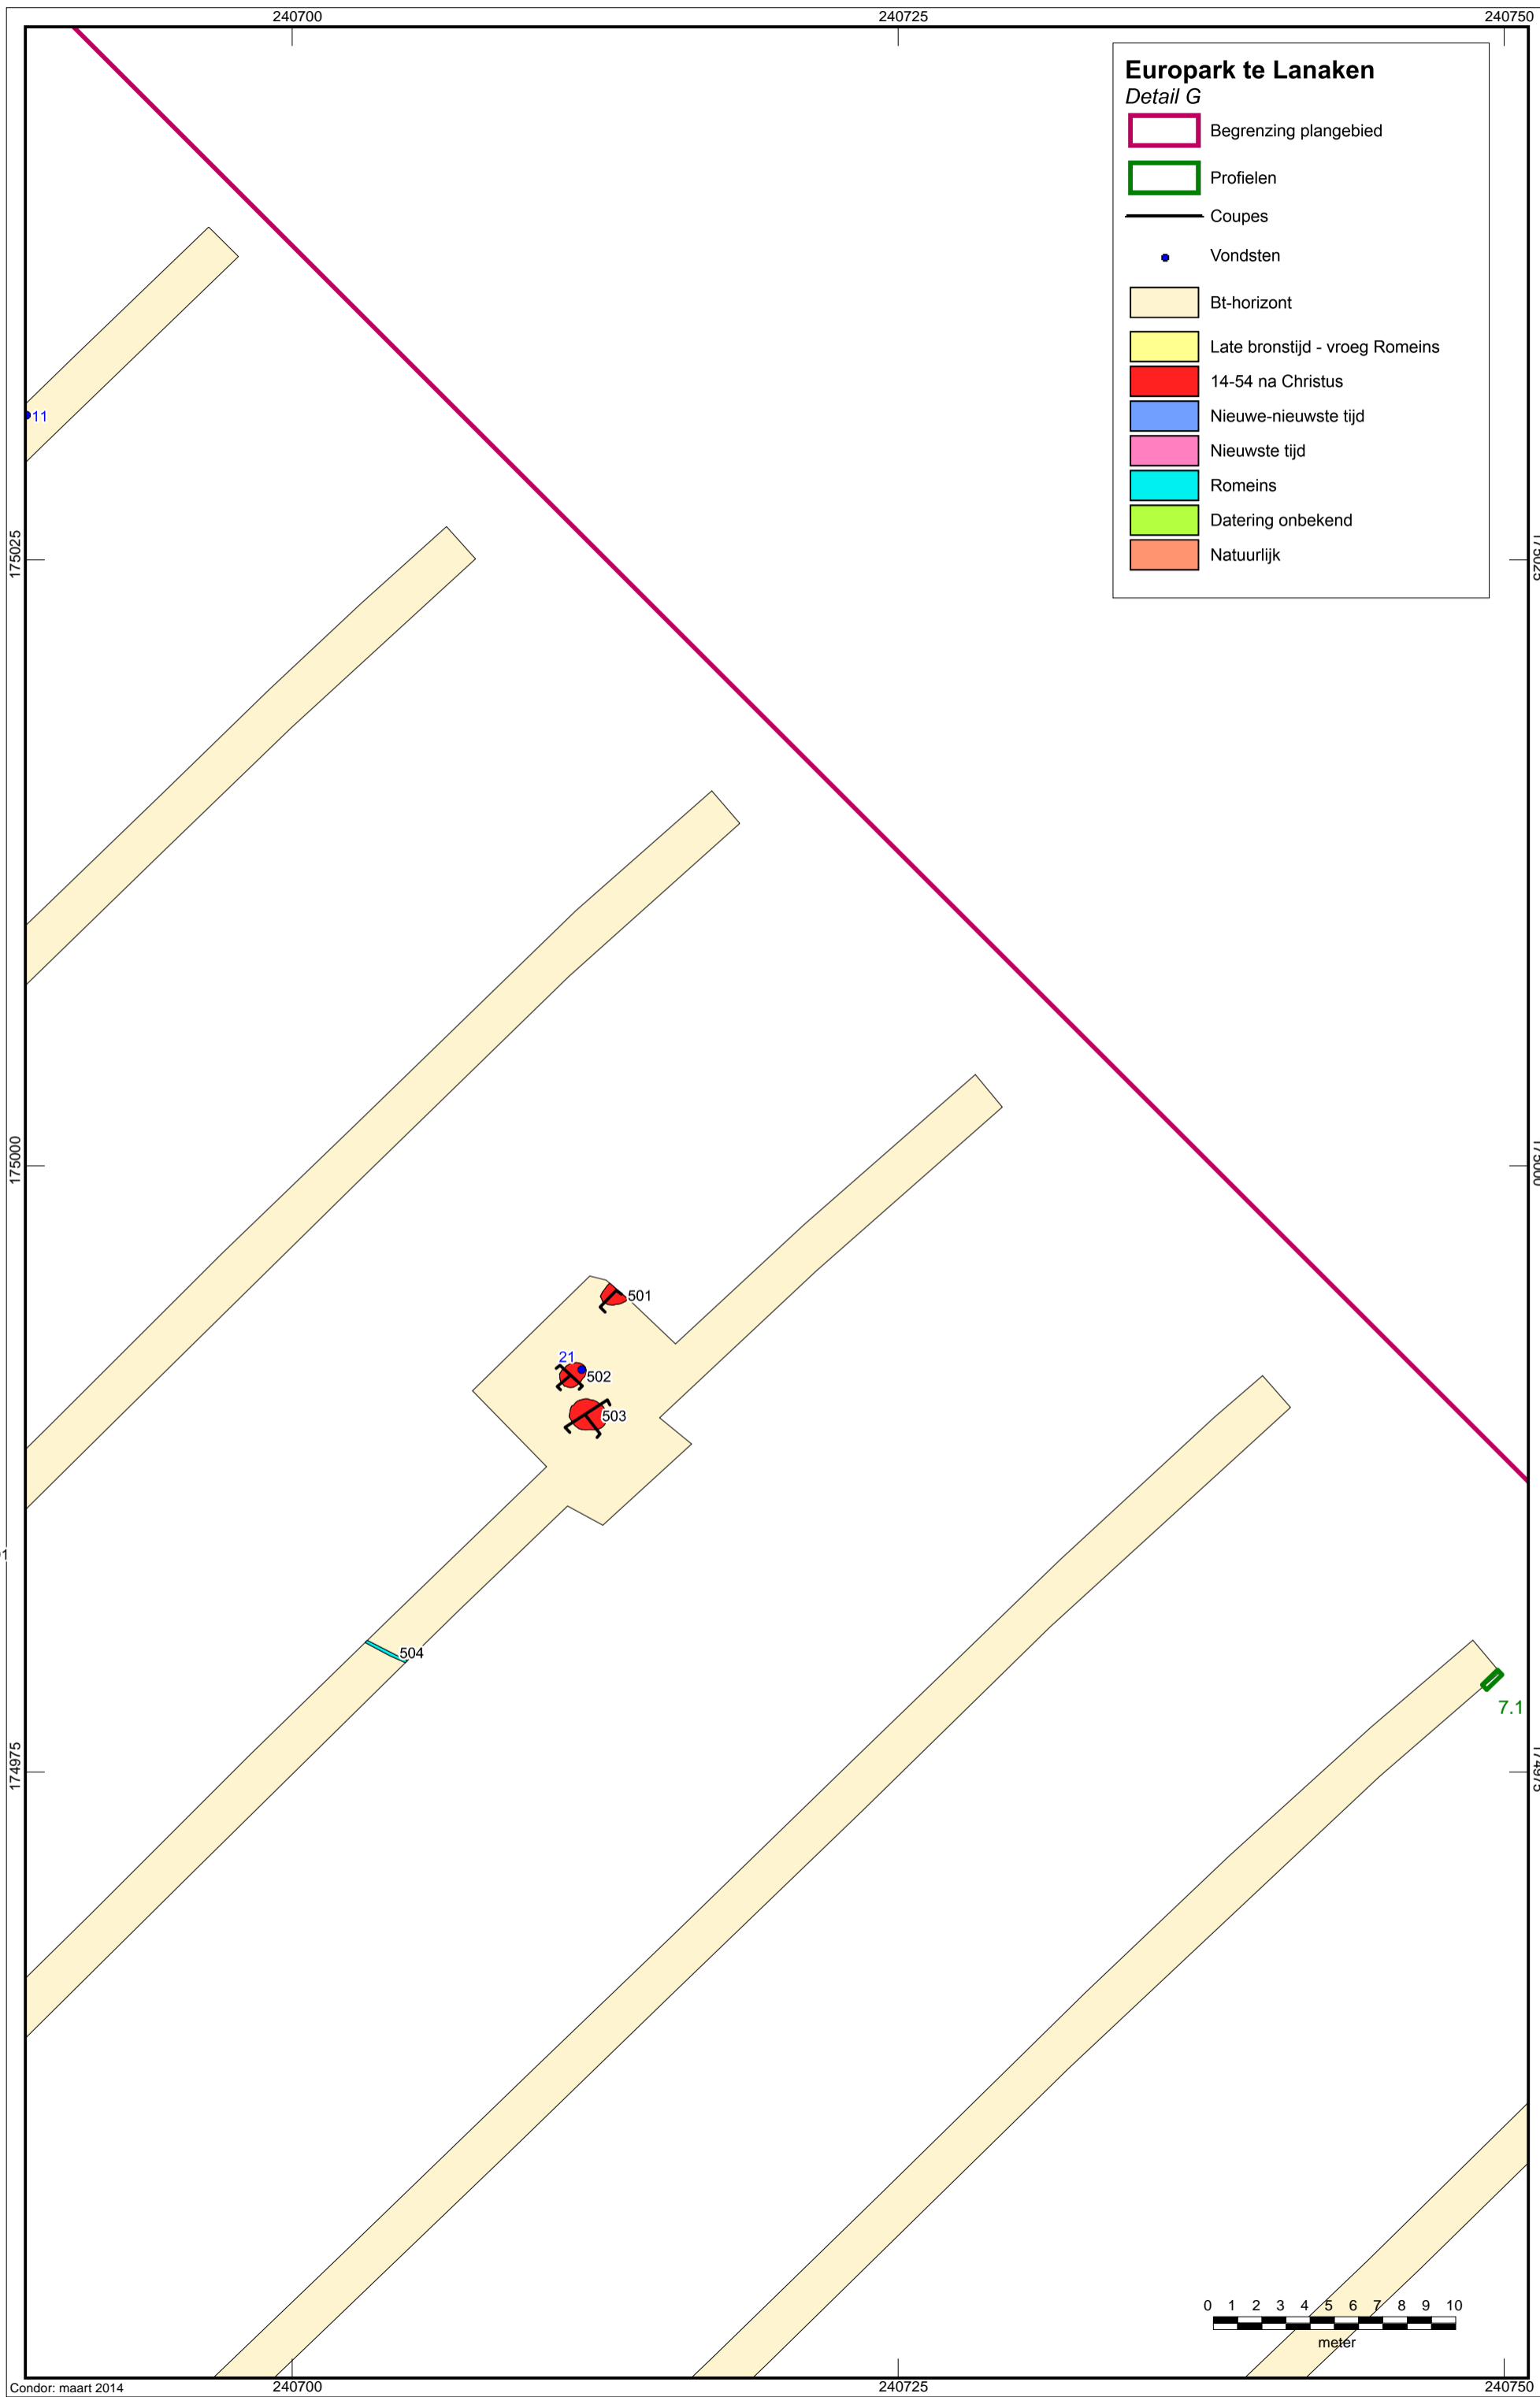 240700 240725 240750
Europark te Lanaken
Detail G
Begrenzing plangebied
Profielen
Coupes
Vondsten
Bt-horizont
Late bronstijd - vroeg Romeins
14-54 na Christus
Nieuwe-nieuwste tijd
Nieuwste tijd
Romeins
Datering onbekend
Natuurlijk
11
175025 175025
175000 175000
501
21
502
503
504
7.1
174975 174975
0 1 2 3 4 5 6 7 8 9 10
meter
Condor: maart 2014
240700 240725 240750